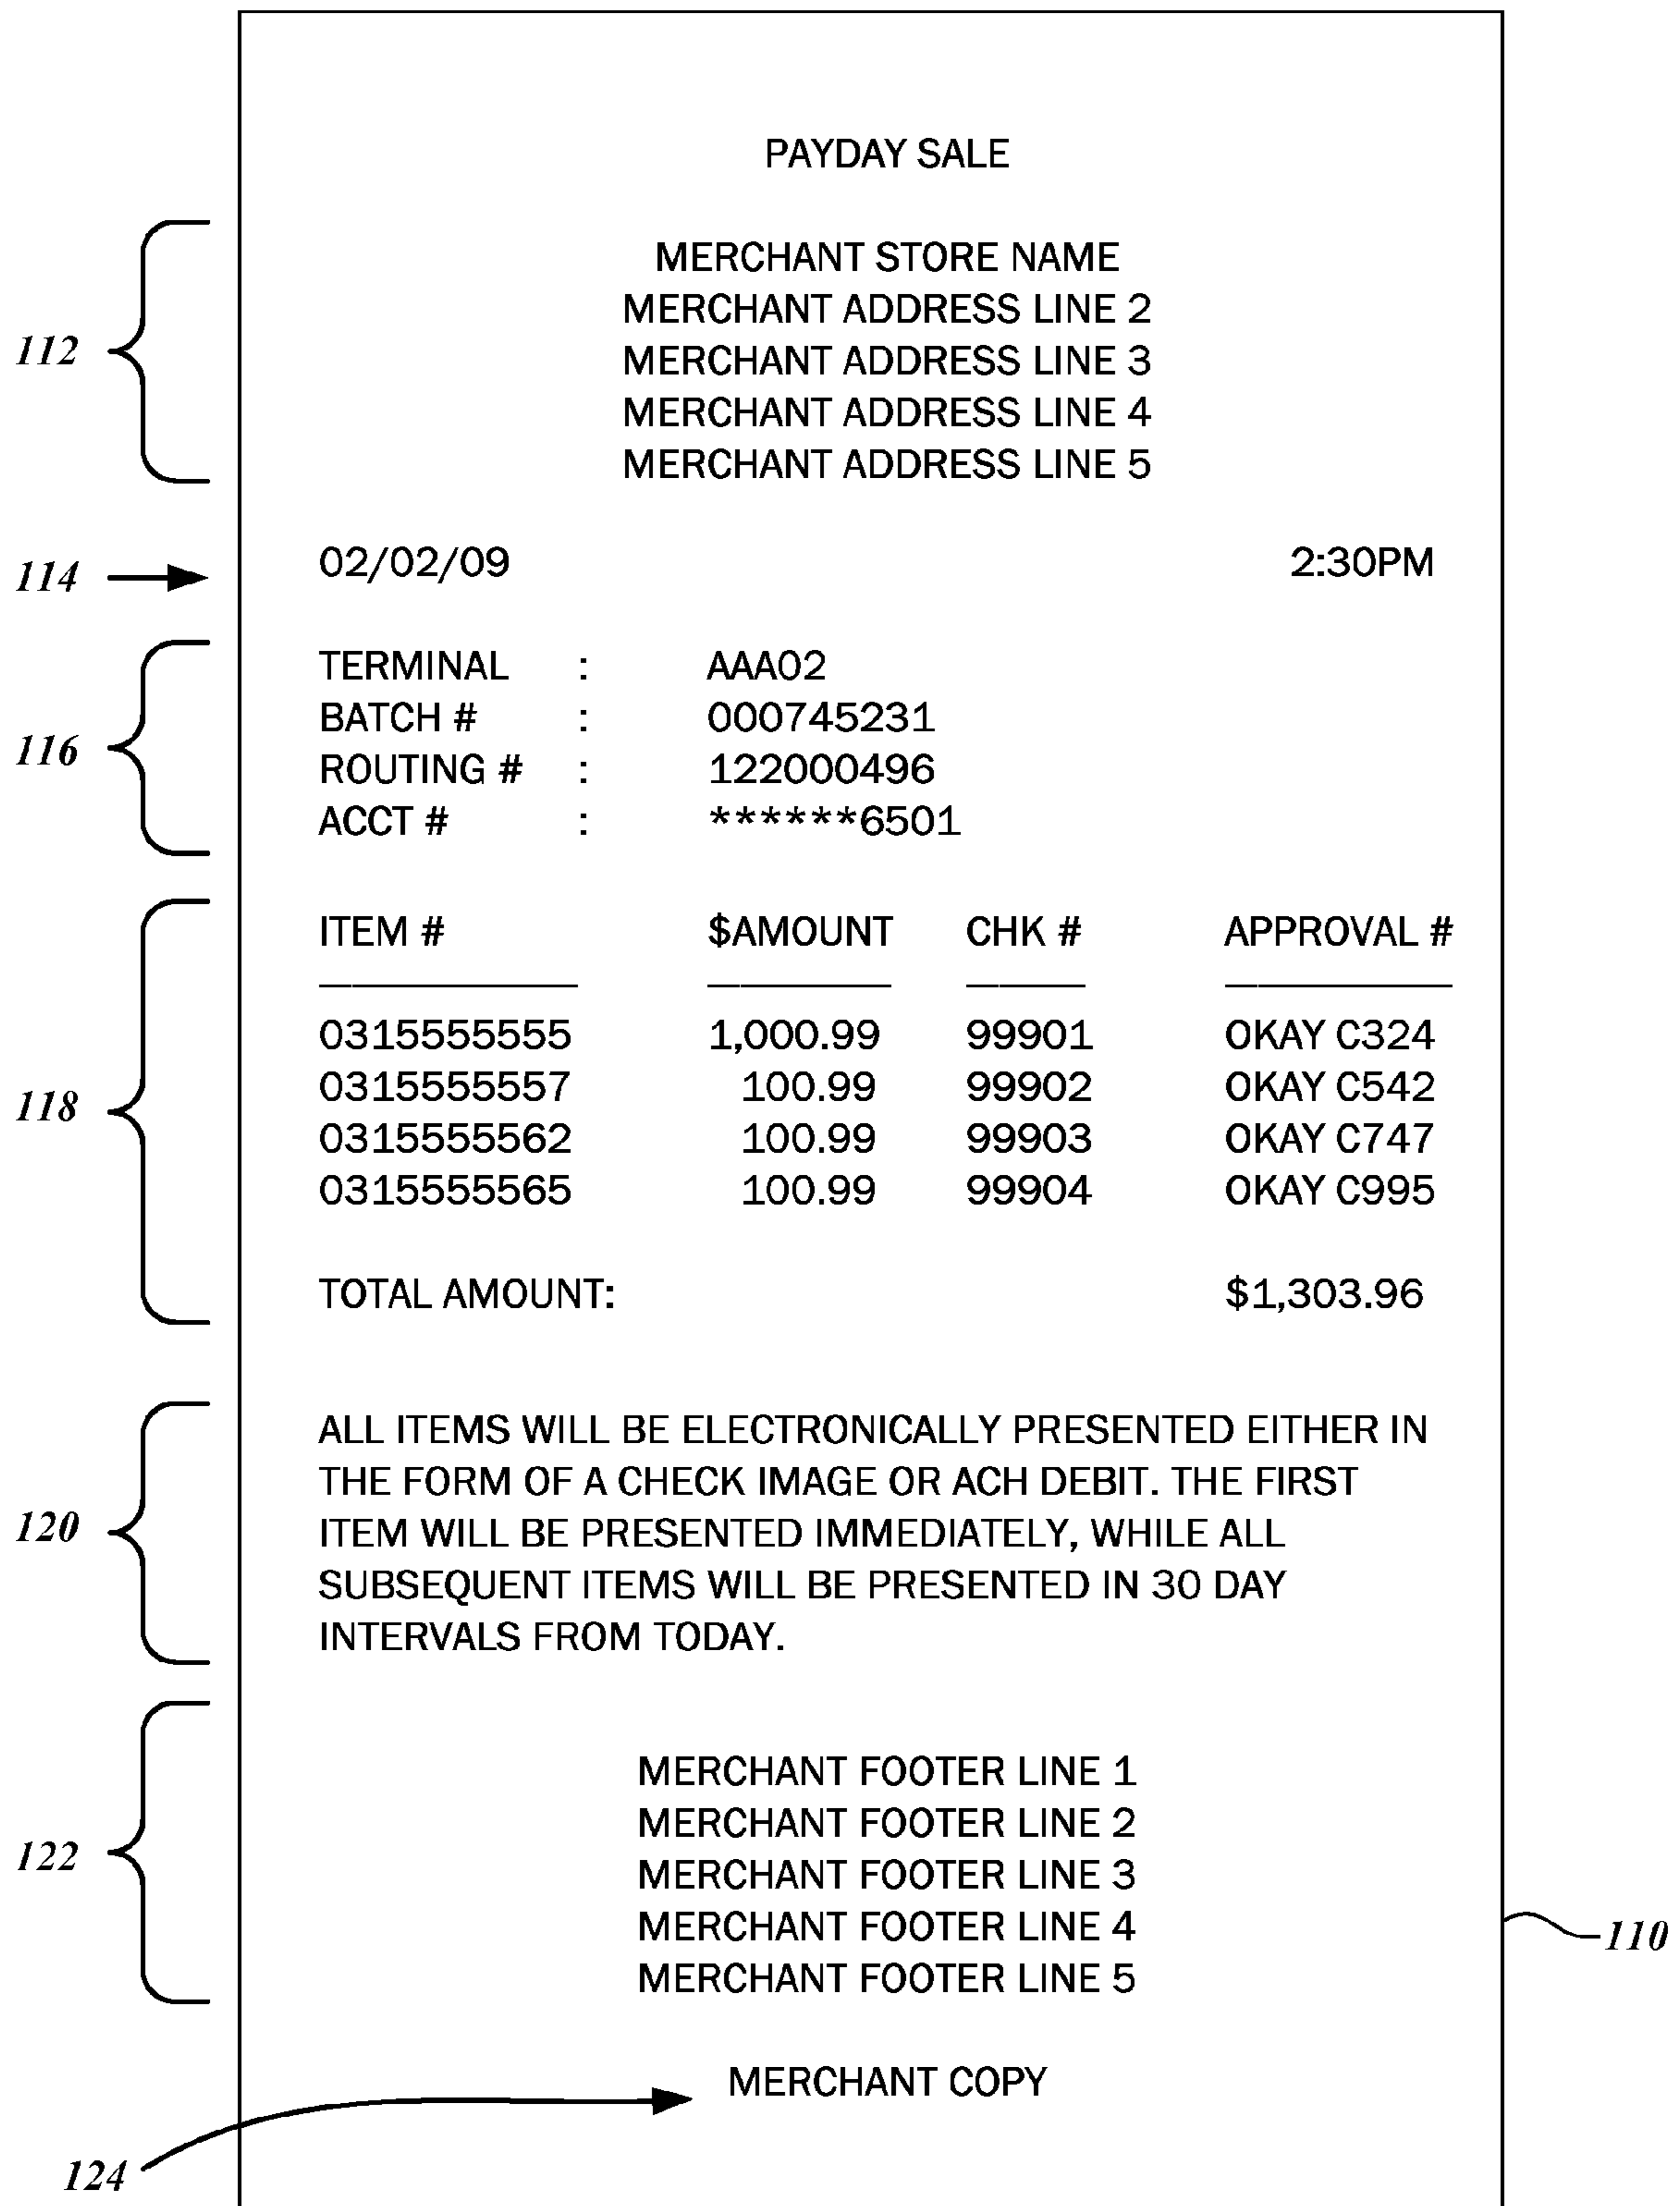 PAYDAY SALE
112
MERCHANT STORE NAME
MERCHANT ADDRESS LINE 2
MERCHANT ADDRESS LINE 3
MERCHANT ADDRESS LINE 4
MERCHANT ADDRESS LINE 5
114
02/02/09 2:30PM
116
TERMINAL : AAA02
BATCH # : 000745231
ROUTING # : 122000496
ACCT # : ******6501
118
ITEM # $AMOUNT CHK # APPROVAL #
0315555555 1,000.99 99901 OKAY C324
0315555557 100.99 99902 OKAY C542
0315555562 100.99 99903 OKAY C747
0315555565 100.99 99904 OKAY C995
TOTAL AMOUNT: $1,303.96
120
ALL ITEMS WILL BE ELECTRONICALLY PRESENTED EITHER IN
THE FORM OF A CHECK IMAGE OR ACH DEBIT. THE FIRST
ITEM WILL BE PRESENTED IMMEDIATELY, WHILE ALL
SUBSEQUENT ITEMS WILL BE PRESENTED IN 30 DAY
INTERVALS FROM TODAY.
122
MERCHANT FOOTER LINE 1
MERCHANT FOOTER LINE 2
MERCHANT FOOTER LINE 3
MERCHANT FOOTER LINE 4
MERCHANT FOOTER LINE 5
110
MERCHANT COPY
124